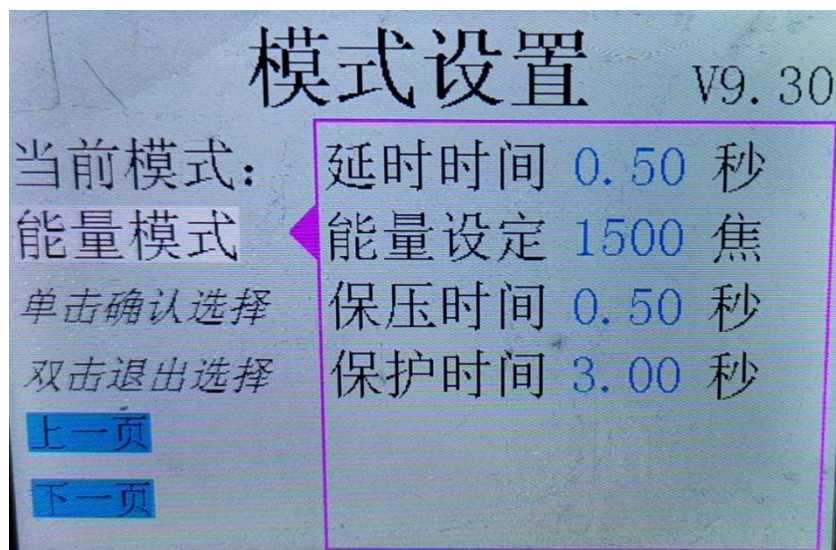 模式设置 V9.30
当前模式:
能量模式
单击确认选择
双击退出选择
上一页
下一页
延时时间 0.50 秒
能量设定 1500 焦
保压时间 0.50 秒
保护时间 3.00 秒